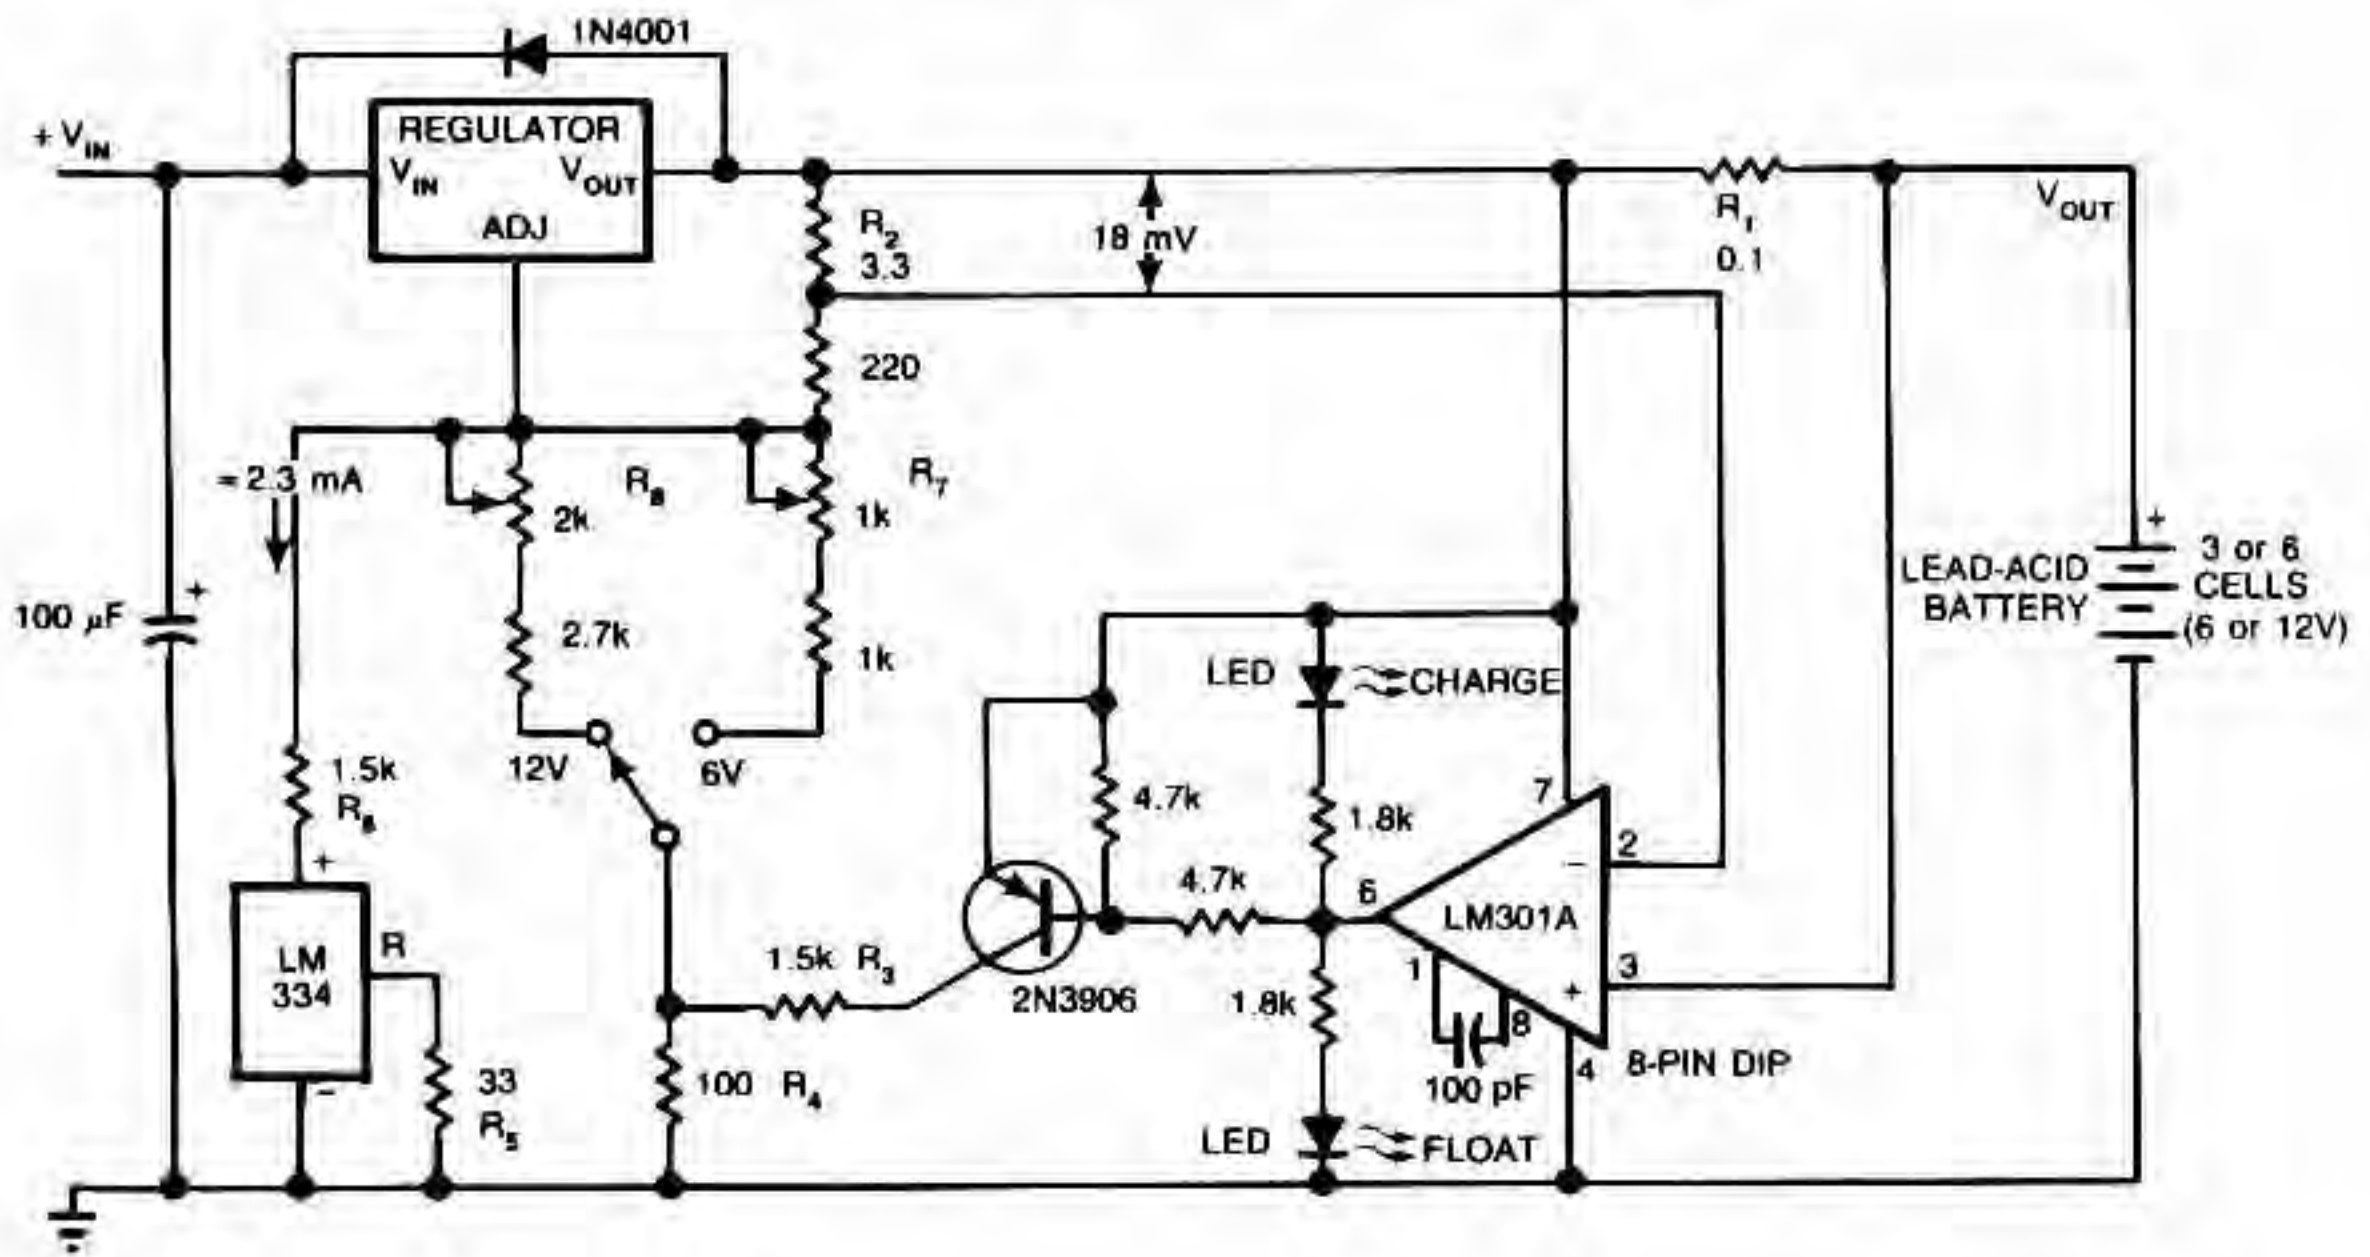 1N4001
+ VIN
REGULATOR
VIN VOUT
ADJ
R2
3.3
18 mV
R1
0.1
VOUT
220
=2.3 mA
R8
R7
2k
1k
100 µF
+
2.7k
1k
LEAD-ACID
BATTERY
+
3 or 6
CELLS
(6 or 12V)
LED
CHARGE
12V
6V
1.5k
R6
4.7k
1.8k
7
2
−
+
LM
334
R
−
4.7k
6
LM301A
3
+
1.5k R3
2N3906
1.8k
1
8
100 pF
4
8-PIN DIP
33
R5
100 R4
LED
FLOAT